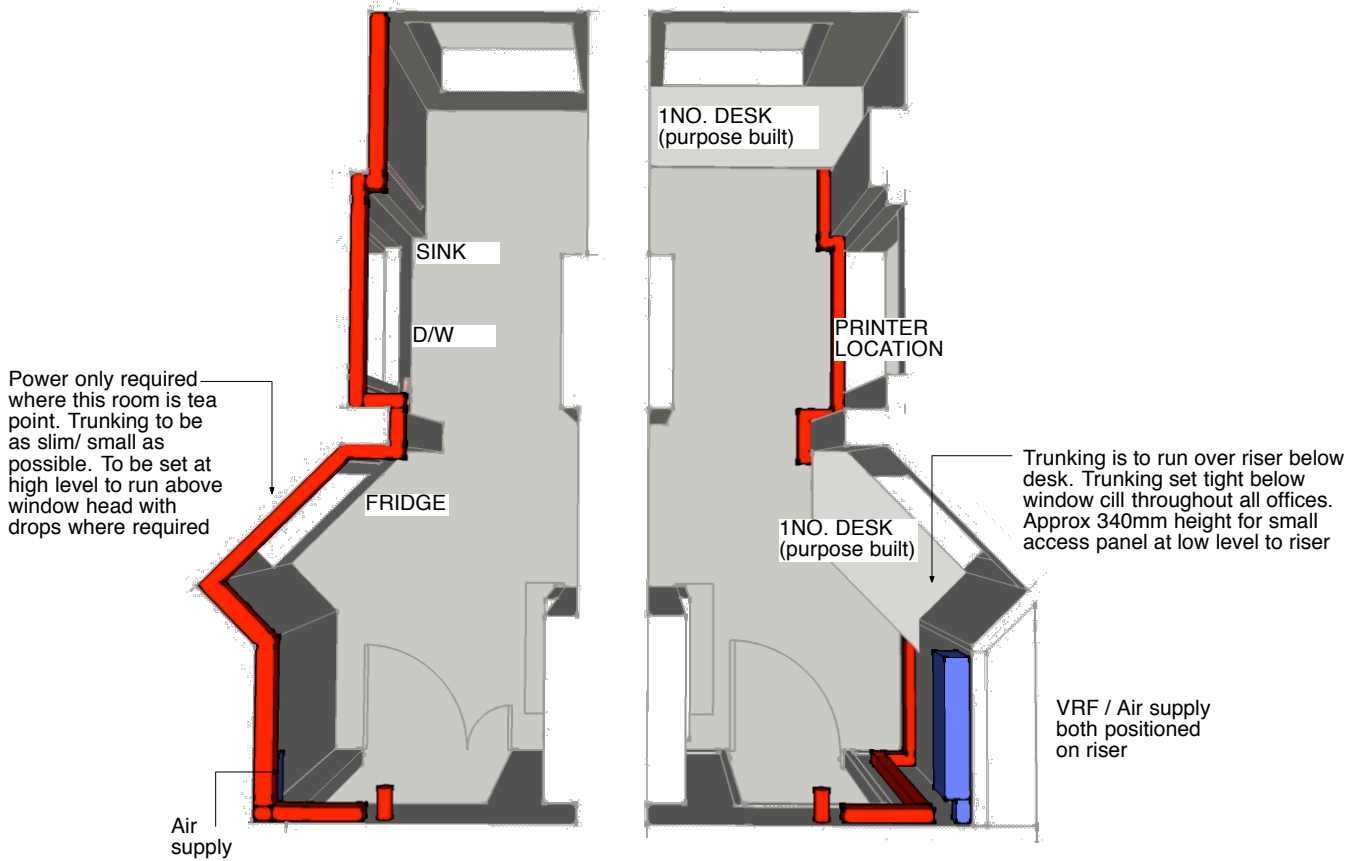 1NO. DESK
(purpose built)
SINK
D/W
PRINTER
LOCATION
Power only required
where this room is tea
point. Trunking to be
as slim/ small as
possible. To be set at
high level to run above
window head with
drops where required
FRIDGE
1NO. DESK
(purpose built)
Trunking is to run over riser below
desk. Trunking set tight below
window cill throughout all offices.
Approx 340mm height for small
access panel at low level to riser
VRF / Air supply
both positioned
on riser
Air
supply